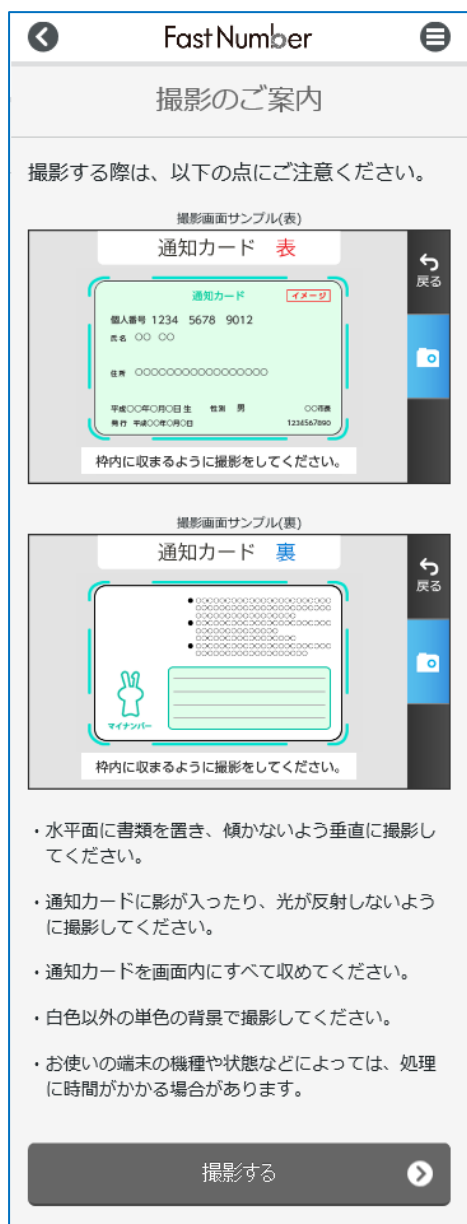 FastNumber
撮影のご案内
撮影する際は、以下の点にご注意ください。
撮影画面サンプル(表)
通知カード 表
戻る
通知カード
イメージ
個人番号 1234 5678 9012
氏名 〇〇 〇〇
住所 〇〇〇〇〇〇〇〇〇〇〇〇〇〇〇〇〇
平成〇〇年〇月〇日生 性別 男 〇〇市長
発行 平成〇〇年〇月〇日 1234567890
枠内に収まるように撮影をしてください。
撮影画面サンプル(裏)
通知カード 裏
戻る
マイナンバー
枠内に収まるように撮影をしてください。
・水平面に書類を置き、傾かないよう垂直に撮影し
てください。
・通知カードに影が入ったり、光が反射しないよう
に撮影してください。
・通知カードを画面内にすべて収めてください。
・白色以外の単色の背景で撮影してください。
・お使いの端末の機種や状態などによっては、処理
に時間がかかる場合があります。
撮影する